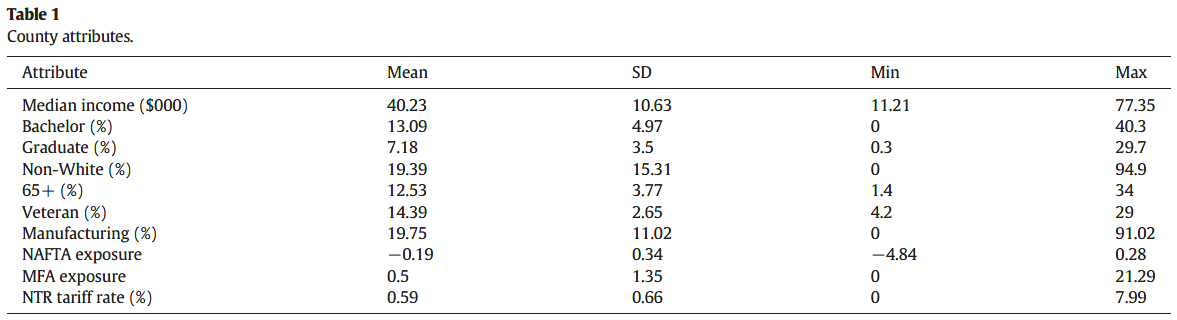 Table 1
County attributes.
Attribute Mean SD Min Max
Median income ($000) 40.23 10.63 11.21 77.35
Bachelor (%) 13.09 4.97 0 40.3
Graduate (%) 7.18 3.5 0.3 29.7
Non-White (%) 19.39 15.31 0 94.9
65+ (%) 12.53 3.77 1.4 34
Veteran (%) 14.39 2.65 4.2 29
Manufacturing (%) 19.75 11.02 0 91.02
NAFTA exposure −0.19 0.34 −4.84 0.28
MFA exposure 0.5 1.35 0 21.29
NTR tariff rate (%) 0.59 0.66 0 7.99